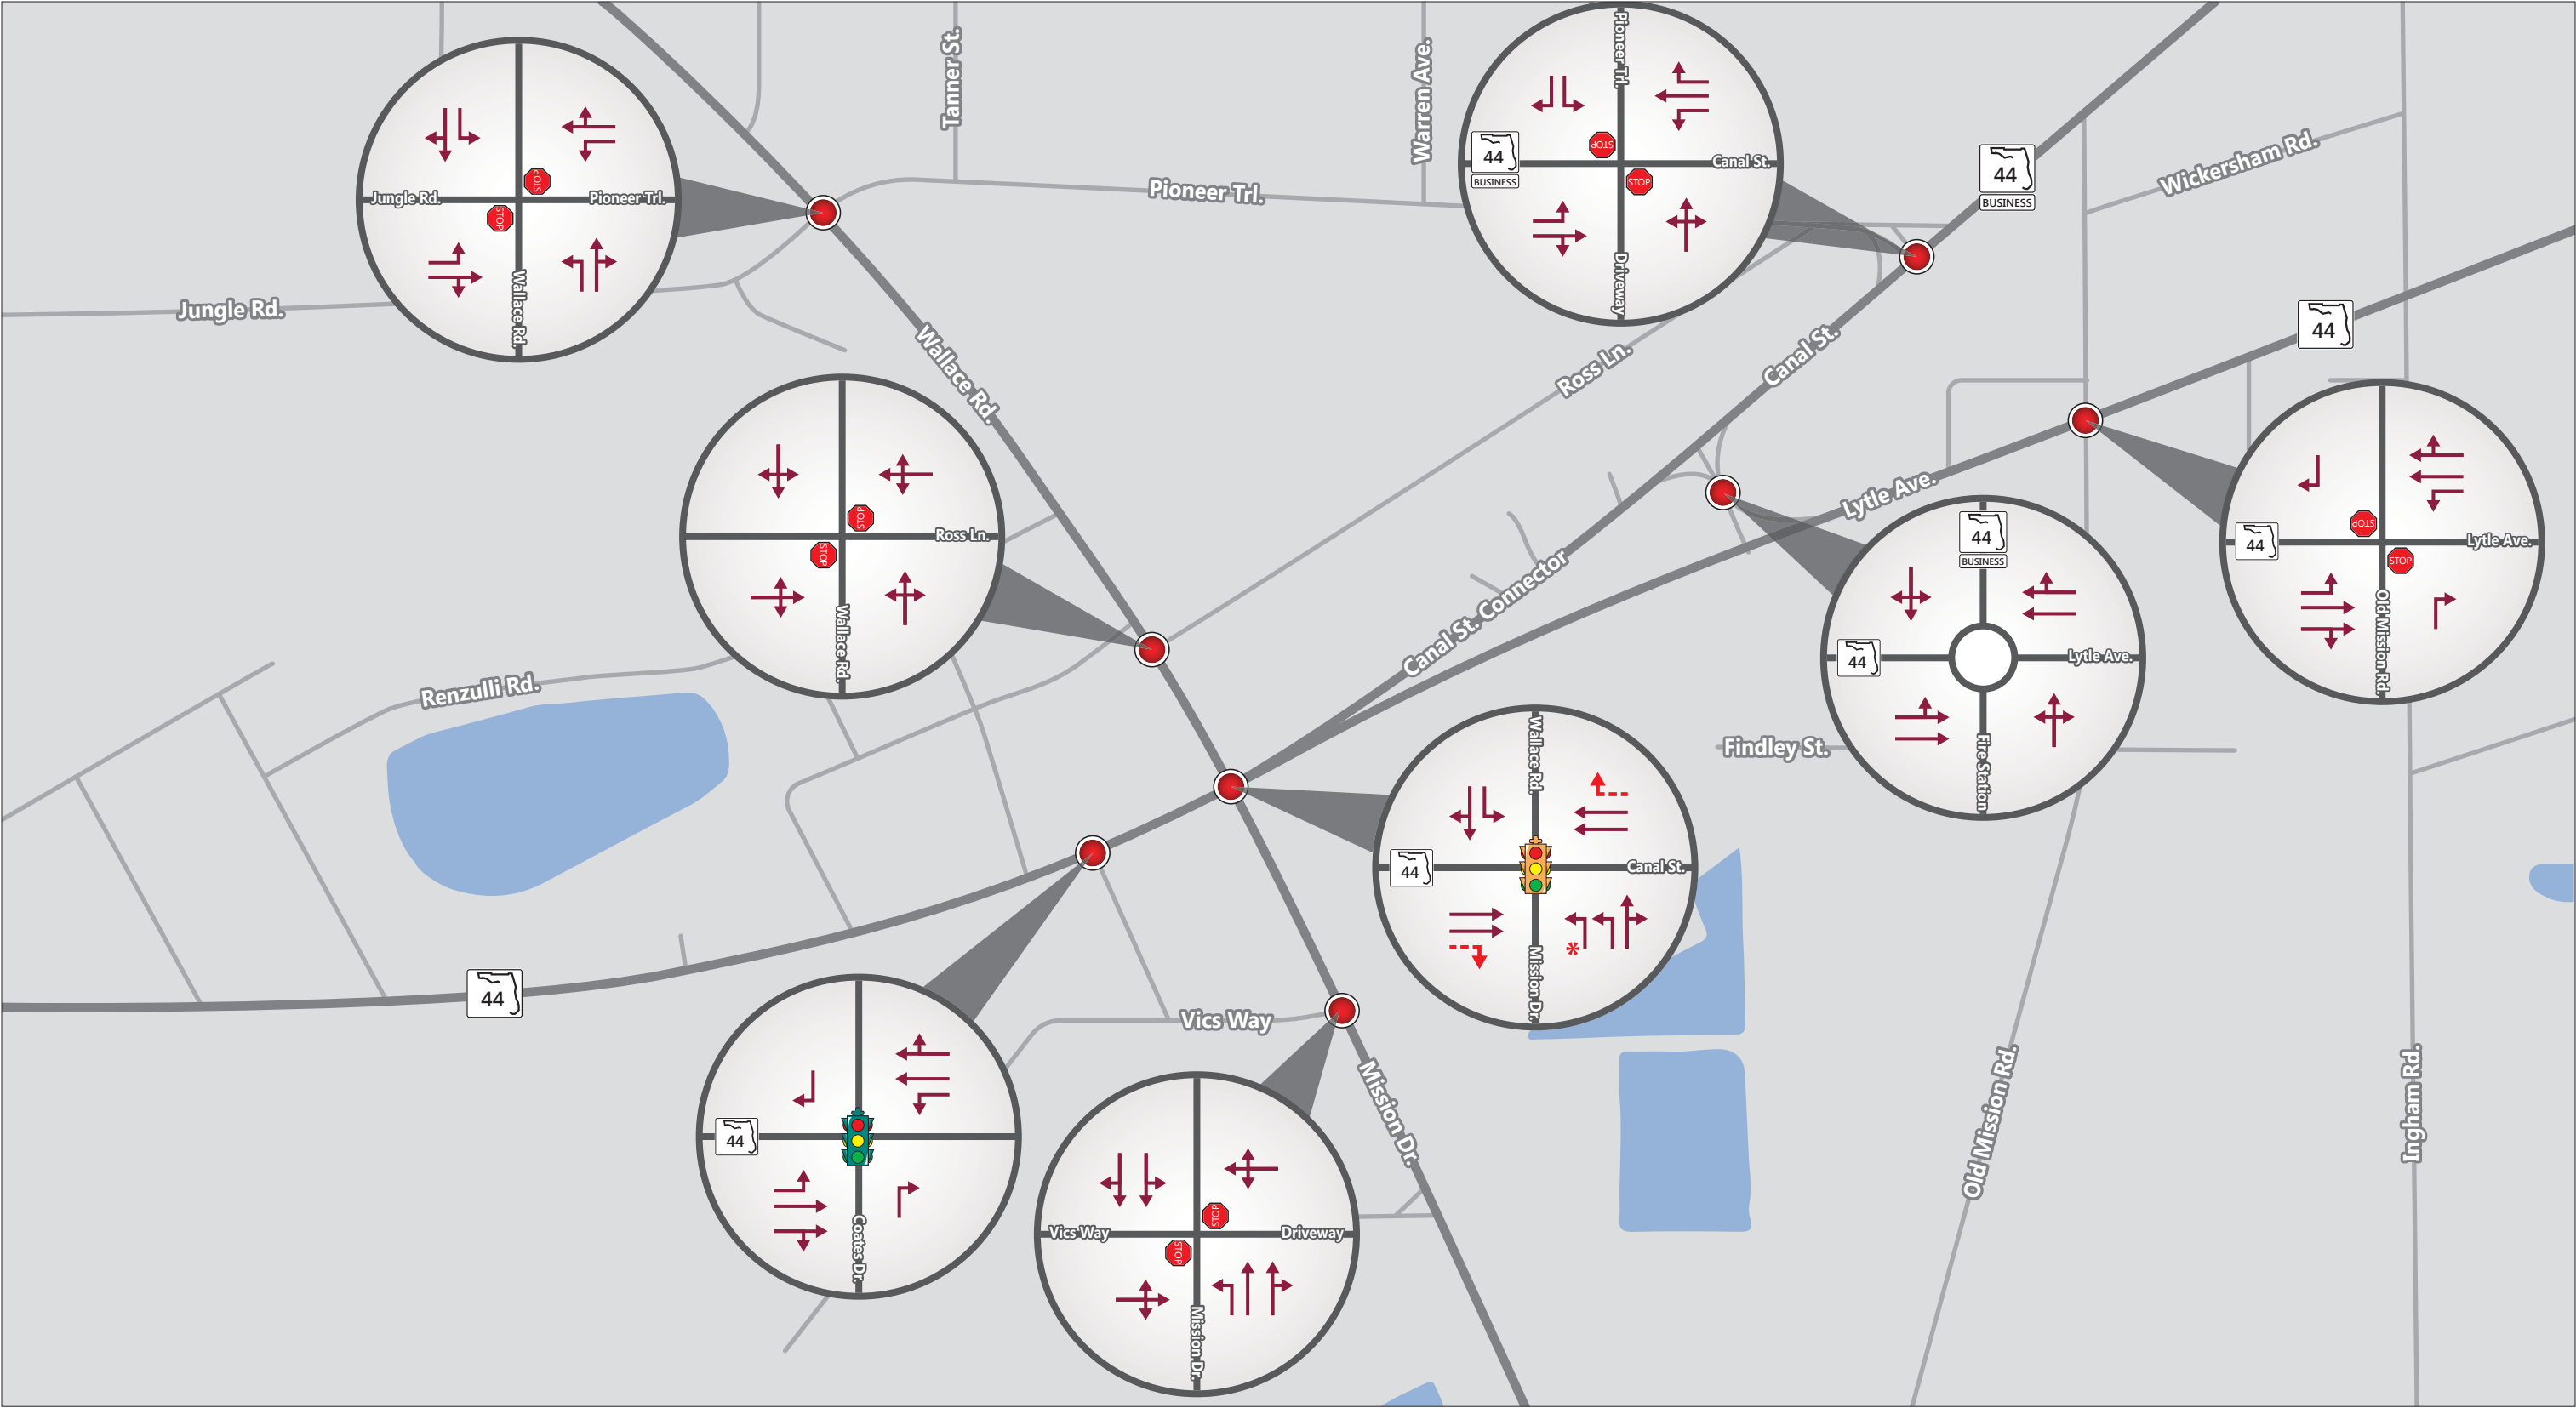 Tanner St.
Warren Ave.
Pioneer Trl.
44
BUSINESS
Canal St.
STOP
STOP
Driveway
STOP
STOP
Jungle Rd.
Pioneer Trl.
Wallace Rd.
Pioneer Trl.
44
BUSINESS
Wickersham Rd.
Jungle Rd.
Wallace Rd.
Ross Ln.
Canal St.
44
STOP
STOP
Ross Ln.
Wallace Rd.
Lytle Ave.
44
BUSINESS
44
Lytle Ave.
Fire Station
44
STOP
STOP
Lytle Ave.
Old Mission Rd.
Renzulli Rd.
Canal St. Connector
Findley St.
Wallace Rd.
44
Canal St.
*
Mission Dr.
44
Vics Way
Mission Dr.
Old Mission Rd.
Ingham Rd.
44
Coates Dr.
Vics Way
STOP
STOP
Driveway
Mission Dr.